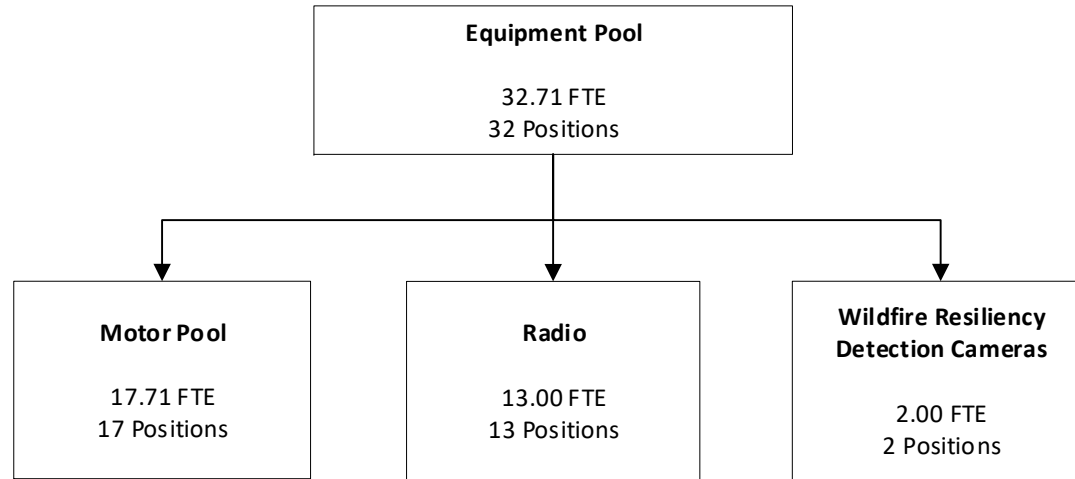 Equipment Pool
32.71 FTE
32 Positions
Motor Pool
17.71 FTE
17 Positions
Radio
13.00 FTE
13 Positions
Wildfire Resiliency
Detection Cameras
2.00 FTE
2 Positions